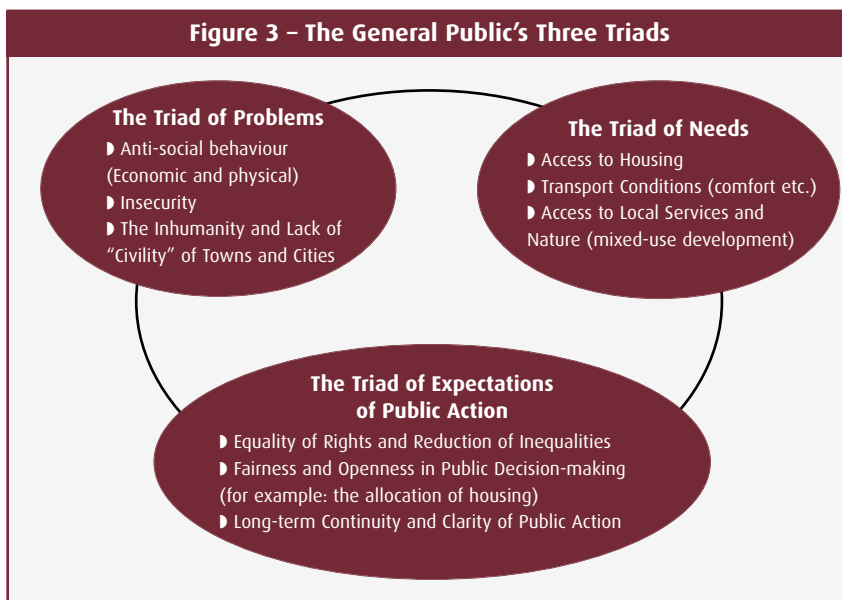 Figure 3 – The General Public's Three Triads
The Triad of Problems
◗ Anti-social behaviour
(Economic and physical)
◗ Insecurity
◗ The Inhumanity and Lack of
“Civility” of Towns and Cities
The Triad of Needs
◗ Access to Housing
◗ Transport Conditions (comfort etc.)
◗ Access to Local Services and
Nature (mixed-use development)
The Triad of Expectations
of Public Action
◗ Equality of Rights and Reduction of Inequalities
◗ Fairness and Openness in Public Decision-making
(for example: the allocation of housing)
◗ Long-term Continuity and Clarity of Public Action